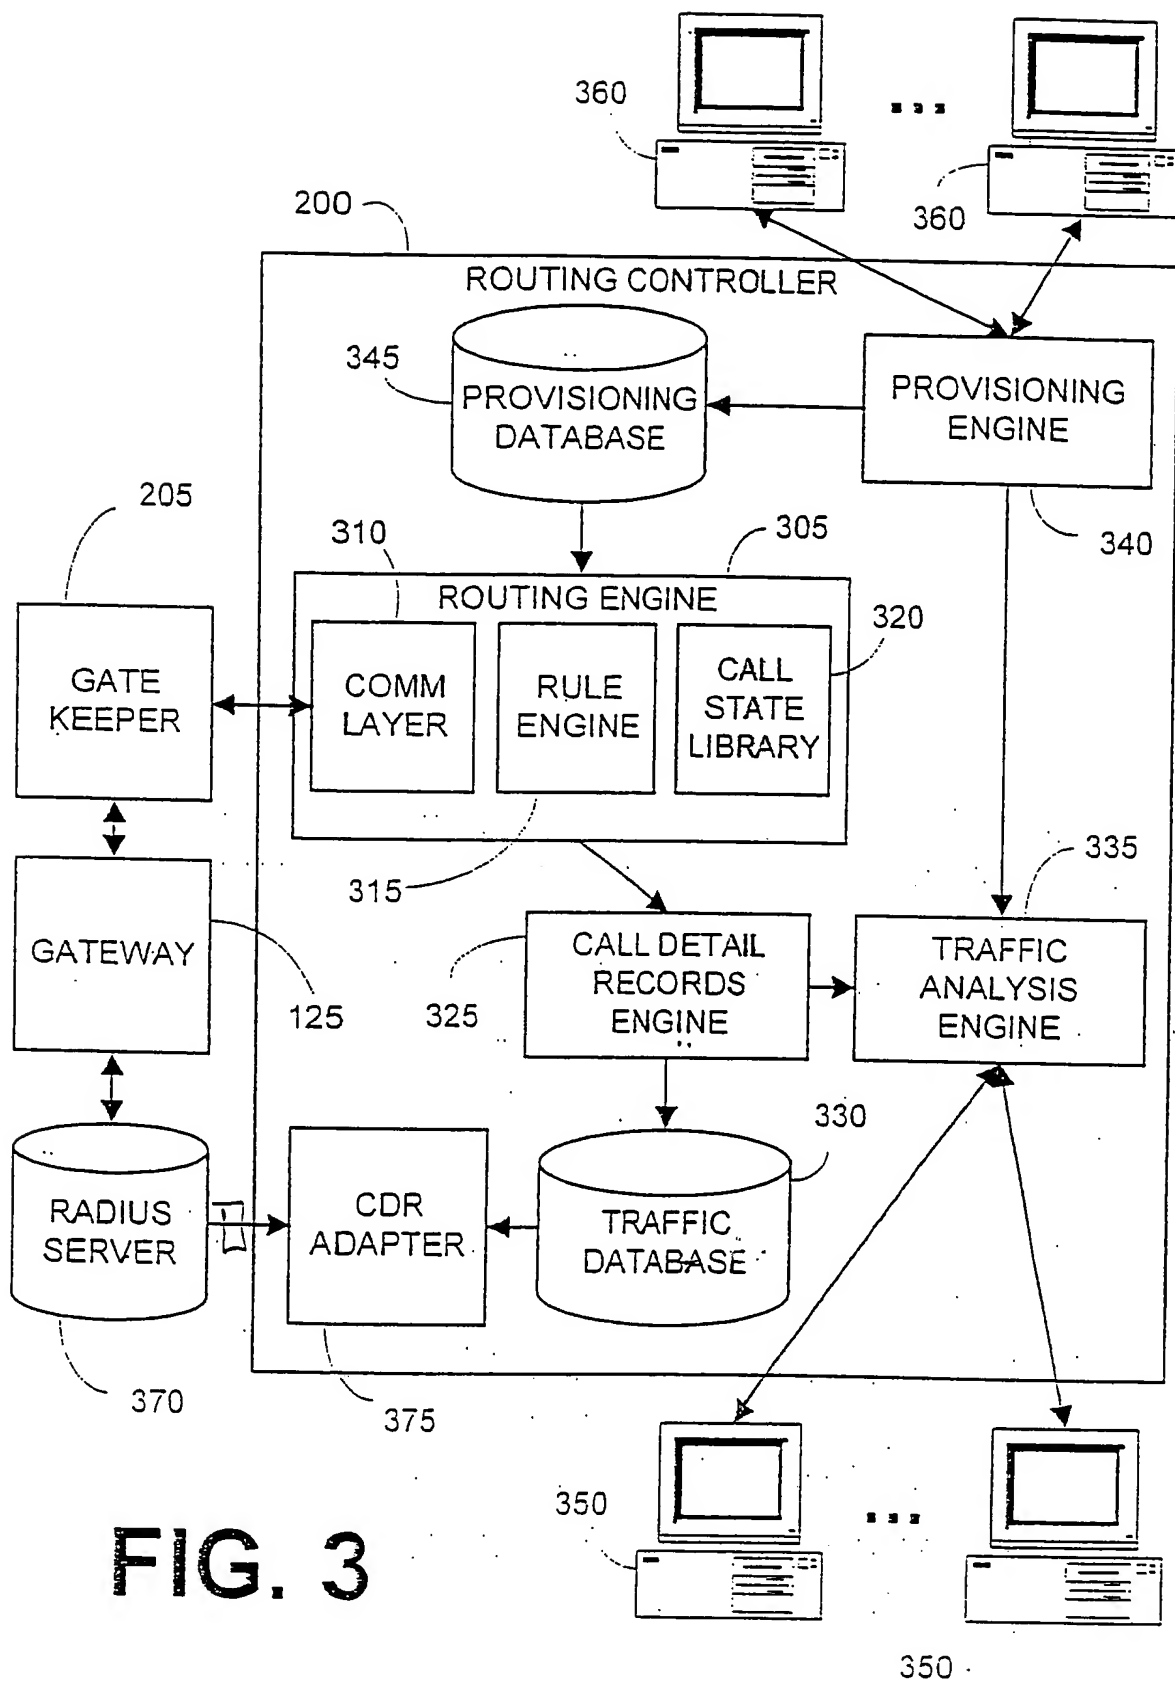 360
360
200
ROUTING CONTROLLER
345
PROVISIONING
DATABASE
PROVISIONING
ENGINE
205
310
305
340
ROUTING ENGINE
320
GATE
KEEPER
COMM
LAYER
RULE
ENGINE
CALL
STATE
LIBRARY
315
335
GATEWAY
125
325
CALL DETAIL
RECORDS
ENGINE
TRAFFIC
ANALYSIS
ENGINE
330
RADIUS
SERVER
CDR
ADAPTER
TRAFFIC
DATABASE
370
375
350
FIG. 3
350